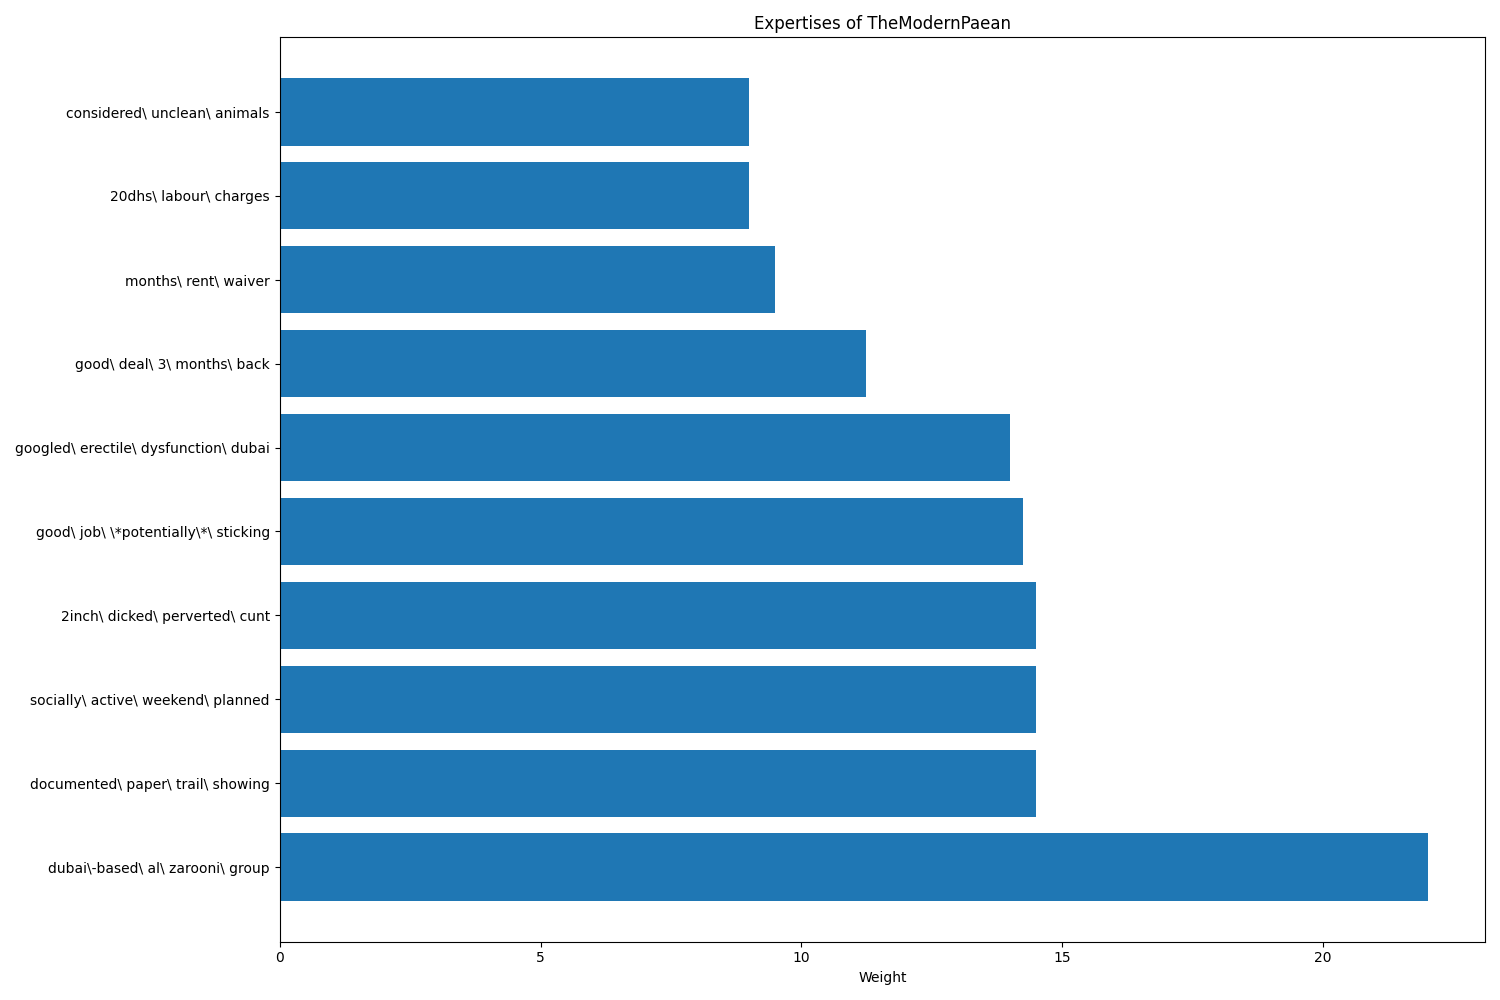 Expertises of TheModernPaean
considered\ unclean\ animals
20dhs\ labour\ charges
months\ rent\ waiver
good\ deal\ 3\ months\ back
googled\ erectile\ dysfunction\ dubai
good\ job\ \*potentially\*\ sticking
2inch\ dicked\ perverted\ cunt
socially\ active\ weekend\ planned
documented\ paper\ trail\ showing
dubai\-based\ al\ zarooni\ group
0 5 10 15 20
Weight